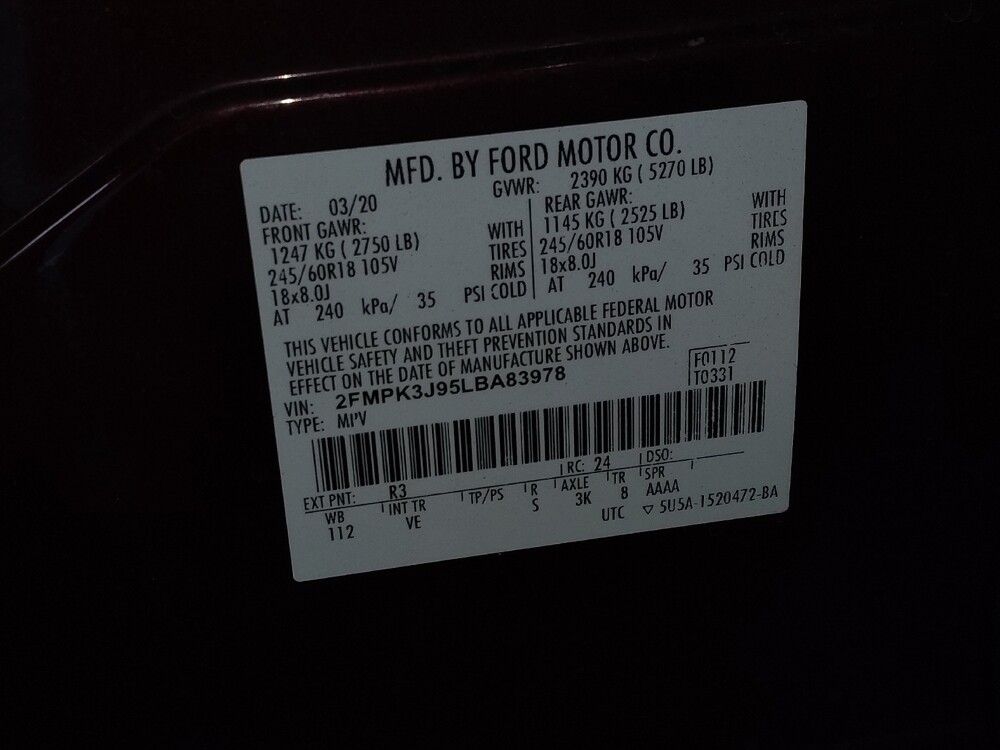 MFD. BY FORD MOTOR CO.
DATE: 03/20 GVWR: 2390 KG ( 5270 LB)
FRONT GAWR: REAR GAWR:
1247 KG ( 2750 LB) WITH 1145 KG ( 2525 LB) WITH
245/60R18 105V TIRES 245/60R18 105V TIRES
18x8.0J RIMS 18x8.0J RIMS
AT 240 kPa/ 35 PSI COLD AT 240 kPa/ 35 PSI COLD
THIS VEHICLE CONFORMS TO ALL APPLICABLE FEDERAL MOTOR
VEHICLE SAFETY AND THEFT PREVENTION STANDARDS IN
EFFECT ON THE DATE OF MANUFACTURE SHOWN ABOVE.
VIN: 2FMPK3J95LBA83978 F0112
TYPE: MPV T0331
EXT PNT: R3 RC: 24 DSO:
WB INT TR TP/PS R AXLE TR SPR
112 VE S 3K 8 AAAA
UTC ▽ 5U5A-1520472-BA